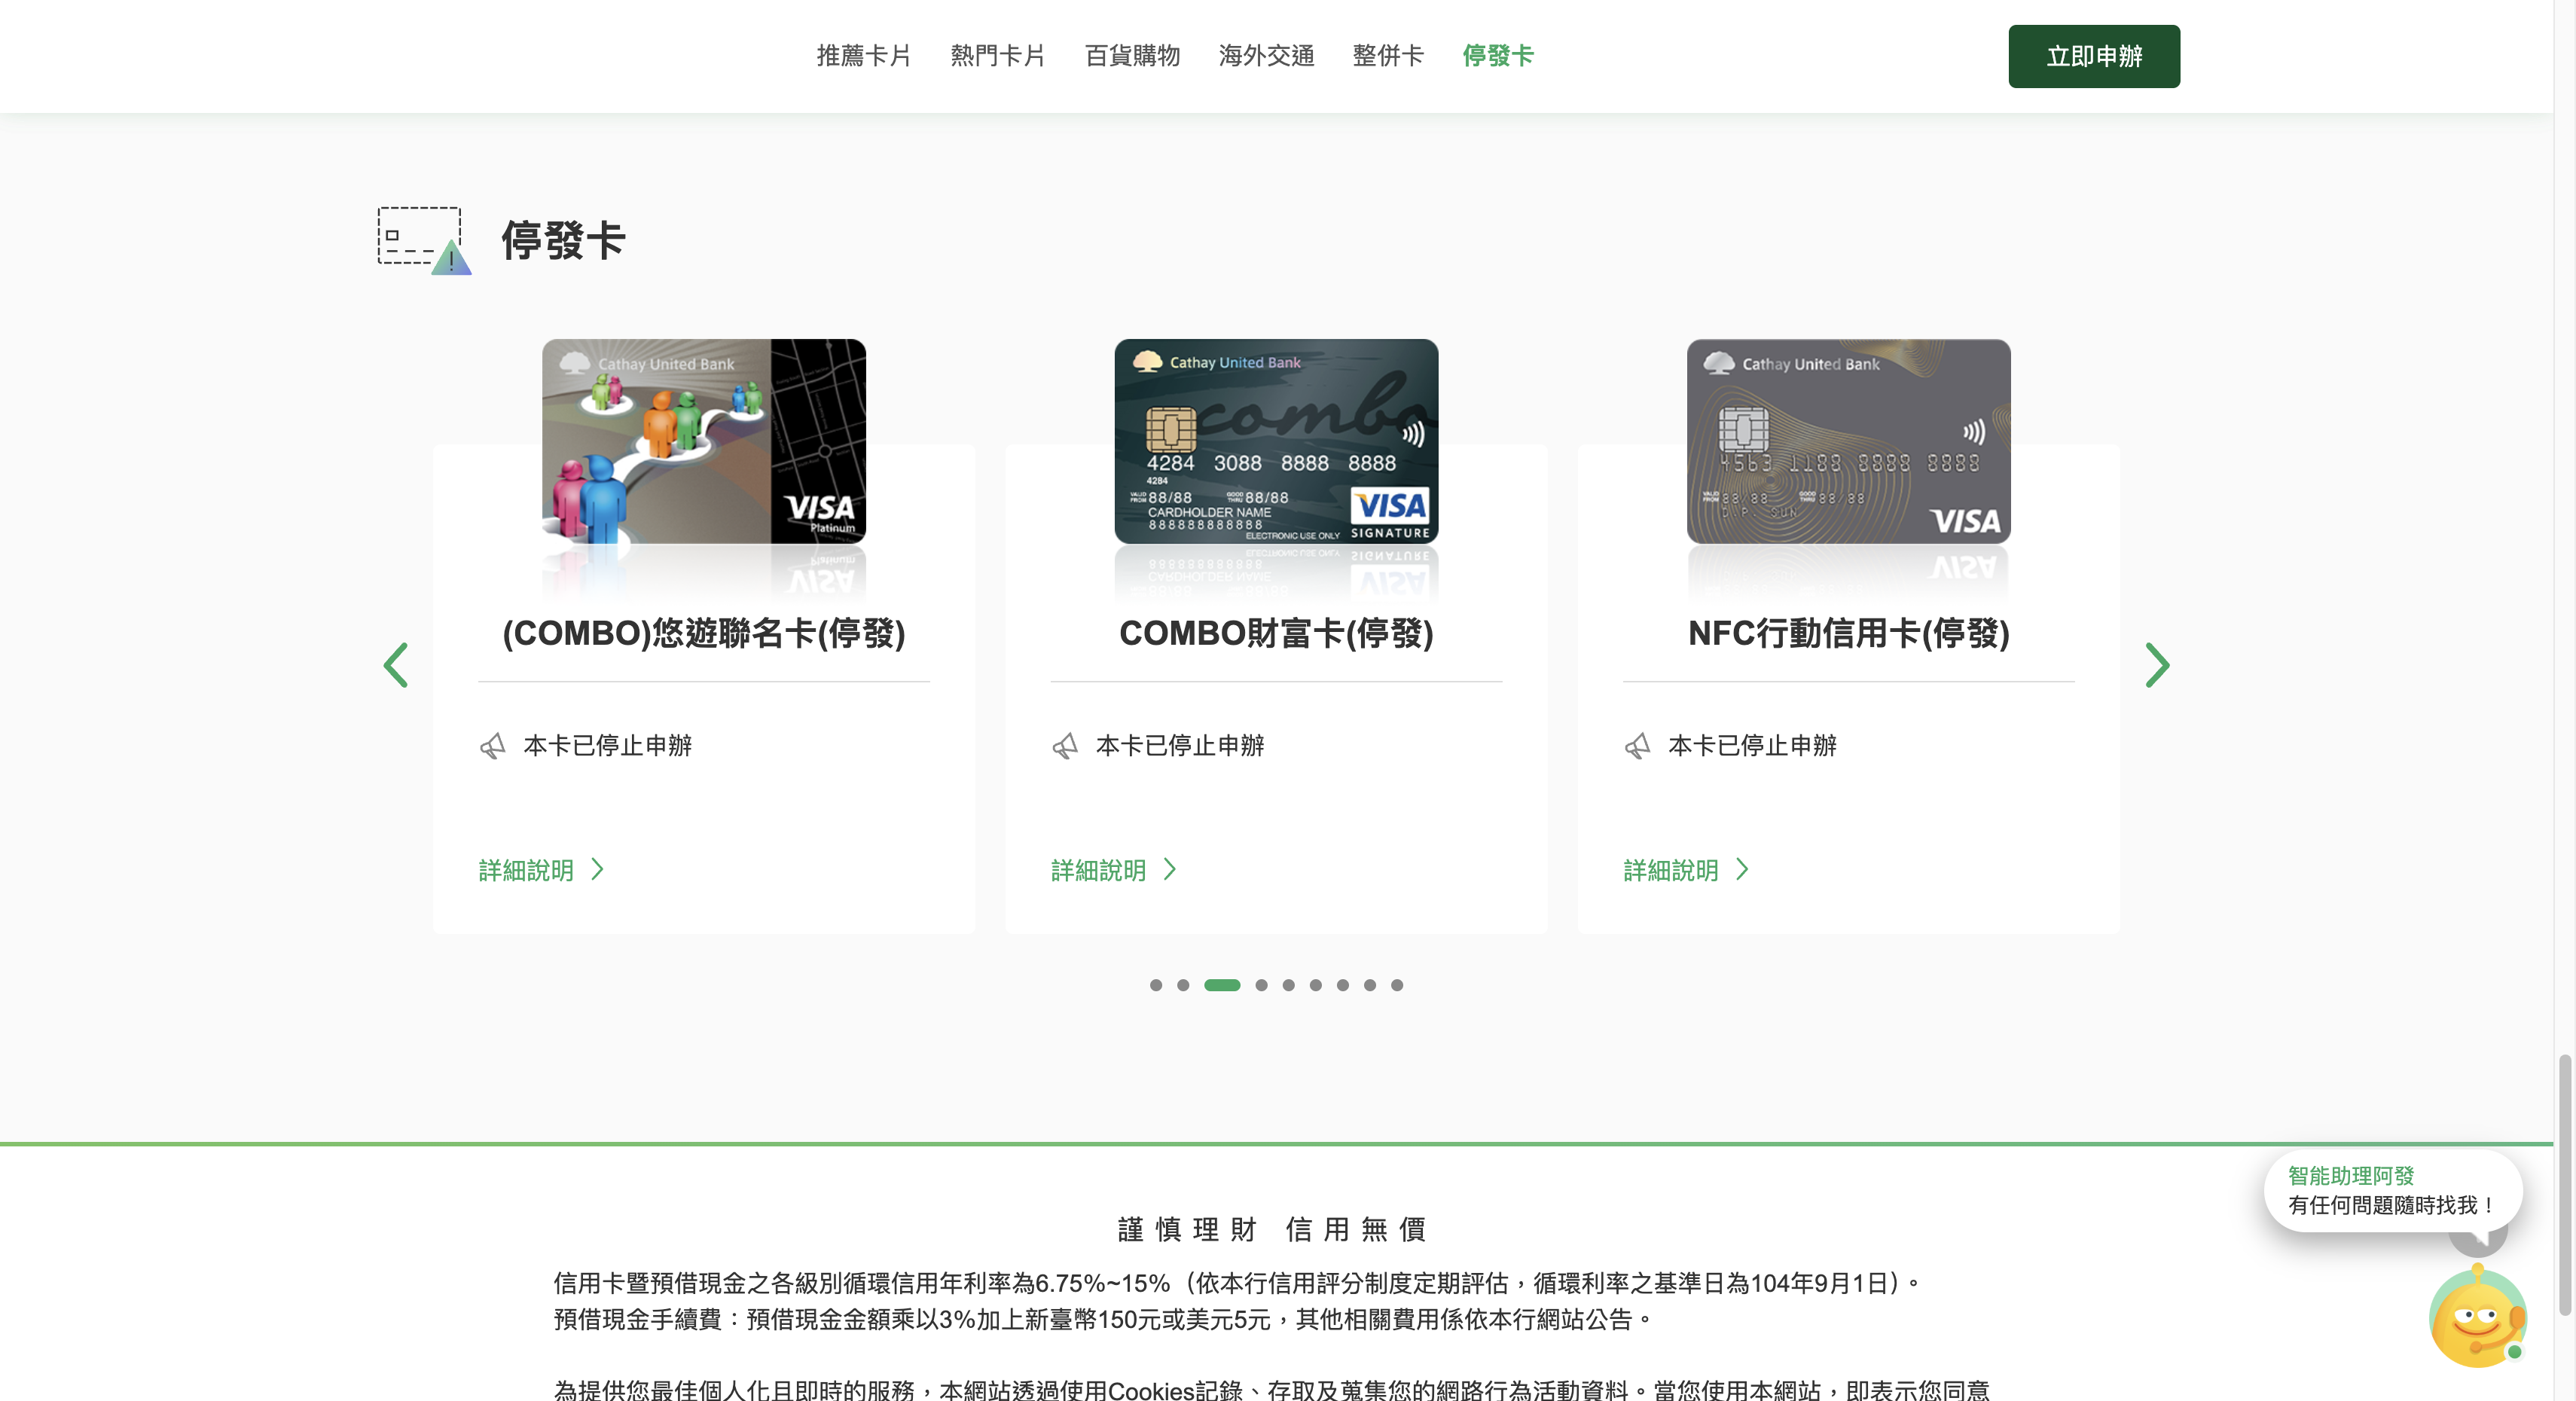 推薦卡片 熱門卡片 百貨購物 海外交通 整併卡 停發卡 立即申辦
停發卡
Cathay United Bank
VISA
Platinum
(COMBO)悠遊聯名卡(停發)
本卡已停止申辦
詳細說明
Cathay United Bank
combo
4284 3088 8888 8888
4284
VALID FROM 88/88 GOOD THRU 88/88
CARDHOLDER NAME
888888888888
ELECTRONIC USE ONLY
VISA
SIGNATURE
COMBO財富卡(停發)
本卡已停止申辦
詳細說明
Cathay United Bank
4563 1188 8888 8888
VALID FROM 88/88 GOOD THRU 88/88
D.P. SUN
VISA
NFC行動信用卡(停發)
本卡已停止申辦
詳細說明
智能助理阿發
有任何問題隨時找我！
謹慎理財 信用無價
信用卡暨預借現金之各級別循環信用年利率為6.75%~15%（依本行信用評分制度定期評估，循環利率之基準日為104年9月1日）。
預借現金手續費：預借現金金額乘以3%加上新臺幣150元或美元5元，其他相關費用係依本行網站公告。
為提供您最佳個人化且即時的服務，本網站透過使用Cookies記錄、存取及蒐集您的網路行為活動資料。當您使用本網站，即表示您同意